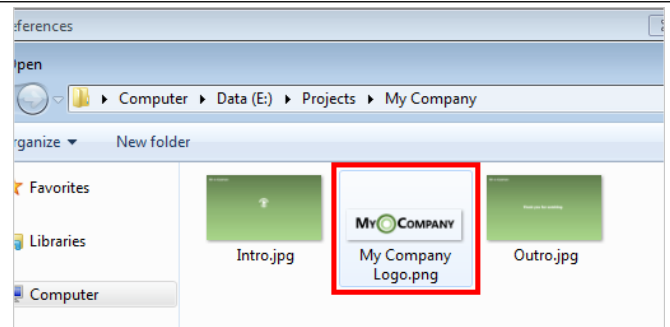 eferences
pen
Computer ▸ Data (E:) ▸ Projects ▸ My Company
rganize ▾ New folder
Favorites
Libraries
Computer
MY COMPANY
Intro.jpg
My Company
Logo.png
Outro.jpg